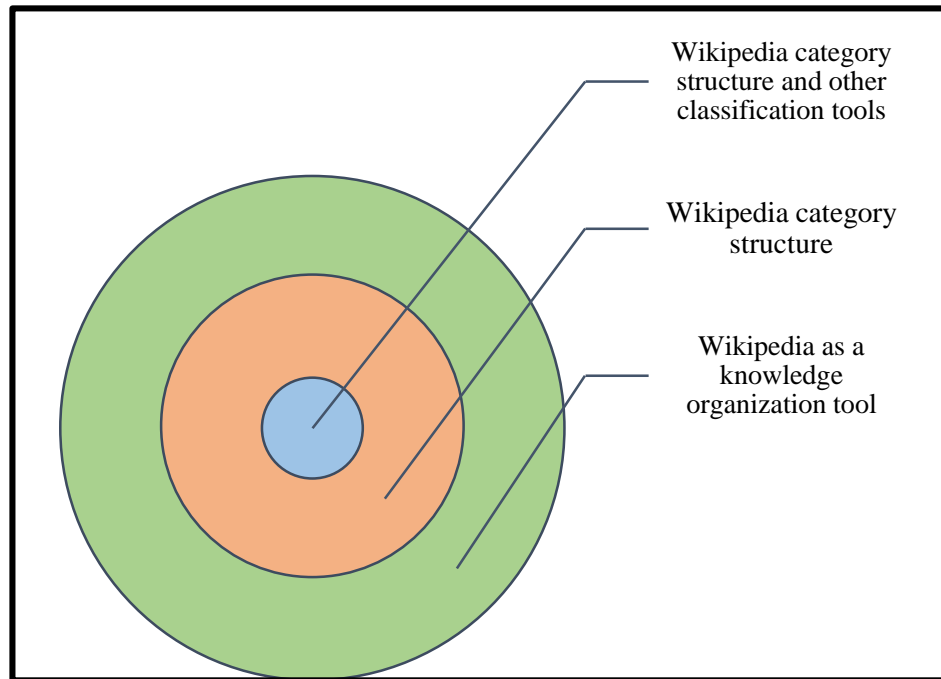 Wikipedia category
structure and other
classification tools
Wikipedia category
structure
Wikipedia as a
knowledge
organization tool